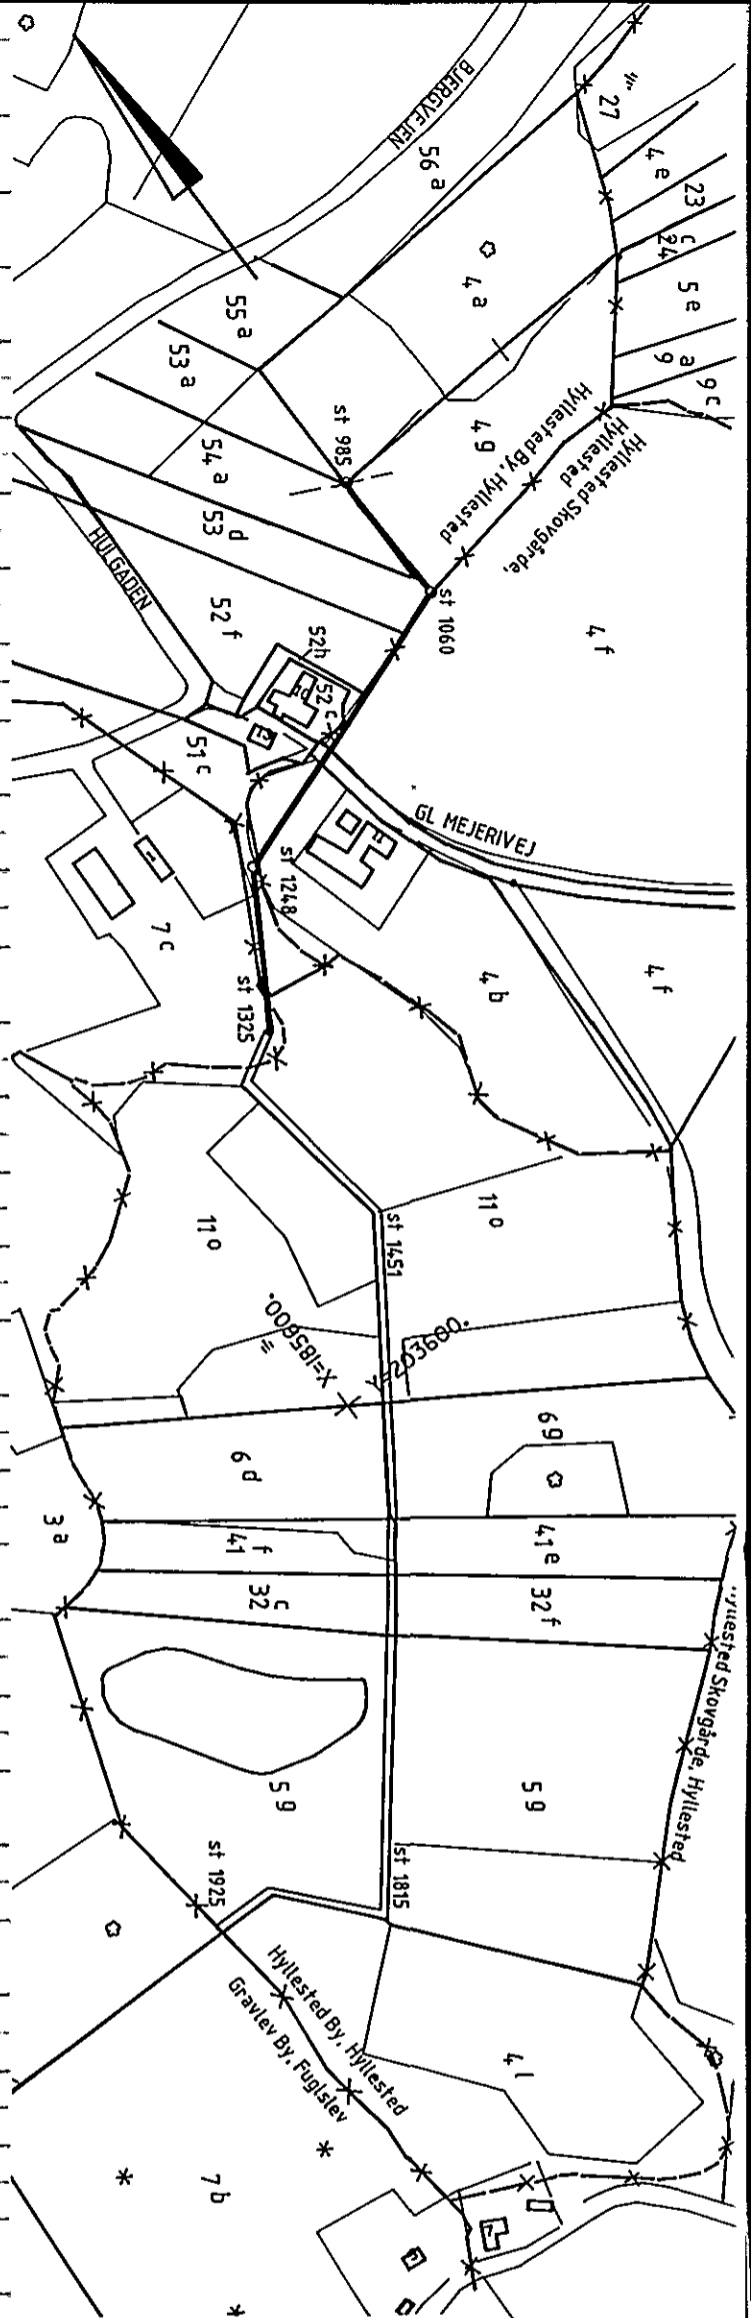 BJERGVEJEN
56 a
27
4 e
23 c
24
5 e
9 a
9 c
4 a
55 a
53 a
54 a
53 d
52 f
52 h
52 c
HULGADEN
st 985
4 g
Hyllested By, Hyllested
Hyllested Skovgårde,
Hyllested
st 1060
4 f
51 c
GL MEJERIVEJ
st 1248
7 c
st 1325
4 b
4 f
11 o
11 o
st 1451
X=185800.
Y=203600.
6 d
6 g
3 a
41 f
41 e
32 c
32 f
Hyllested Skovgårde, Hyllested
5 g
5 g
st 1815
st 1925
Hyllested By, Hyllested
Gravlev By, Fuglslev
4 l
7 b